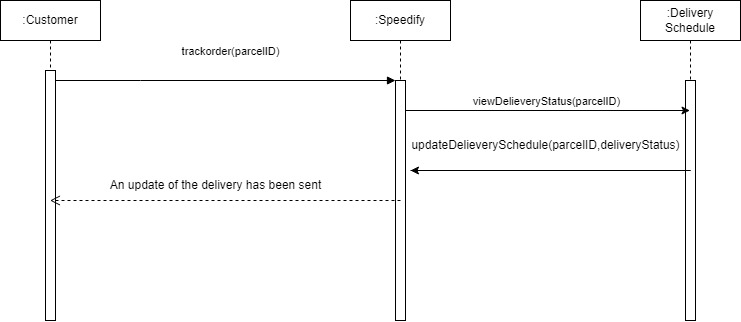 :Customer
:Speedify
:Delivery
Schedule
trackorder(parcelID)
viewDelieveryStatus(parcelID)
updateDelieverySchedule(parcelID,deliveryStatus)
An update of the delivery has been sent